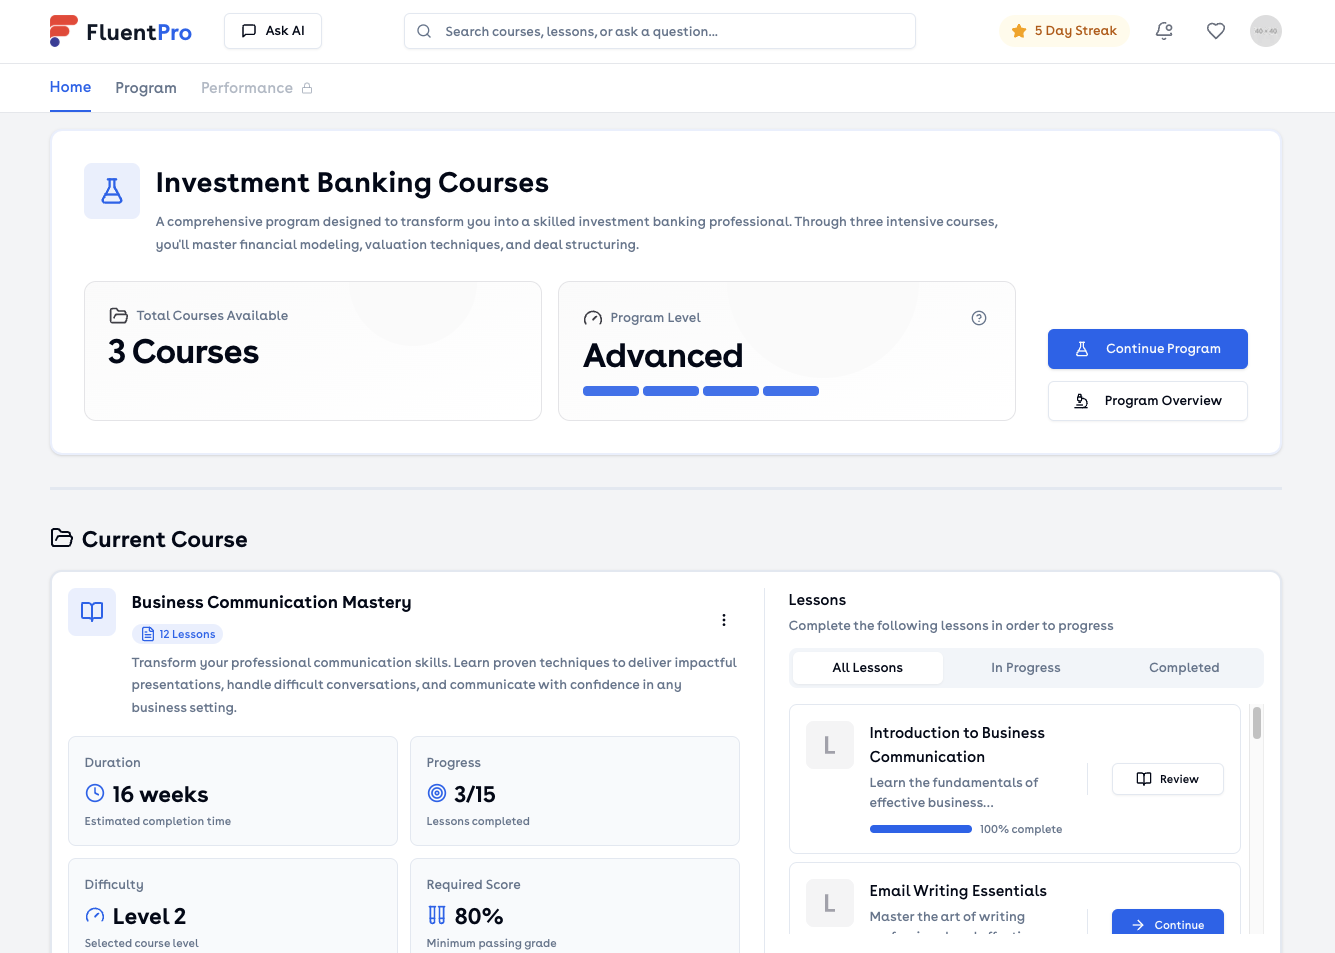 FluentPro
Ask AI
Search courses, lessons, or ask a question...
5 Day Streak
40 × 40
Home
Program
Performance
Investment Banking Courses
A comprehensive program designed to transform you into a skilled investment banking professional. Through three intensive courses,
you'll master financial modeling, valuation techniques, and deal structuring.
Total Courses Available
3 Courses
Program Level
Advanced
Continue Program
Program Overview
Current Course
Business Communication Mastery
12 Lessons
Transform your professional communication skills. Learn proven techniques to deliver impactful
presentations, handle difficult conversations, and communicate with confidence in any
business setting.
Duration
16 weeks
Estimated completion time
Progress
3/15
Lessons completed
Difficulty
Level 2
Selected course level
Required Score
80%
Minimum passing grade
Lessons
Complete the following lessons in order to progress
All Lessons
In Progress
Completed
L
Introduction to Business
Communication
Learn the fundamentals of
effective business...
100% complete
Review
L
Email Writing Essentials
Master the art of writing
Continue